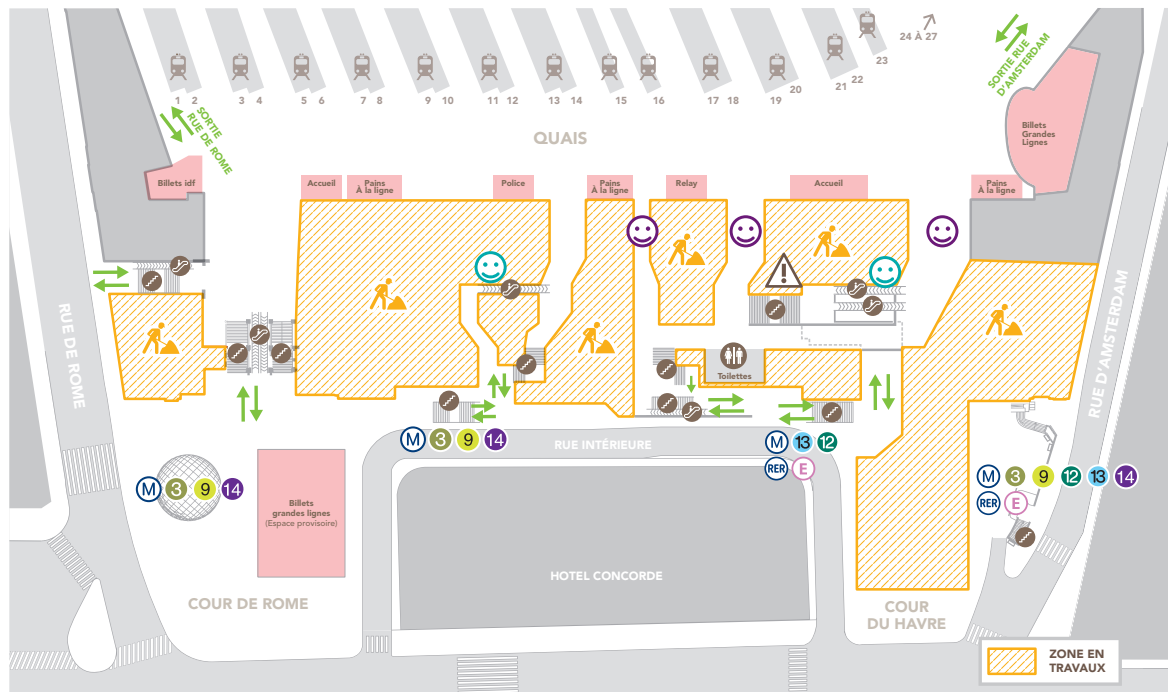 24 À 27
23
22
21
20
19
1 2
3 4
5 6
7 8
9 10
11 12
13 14
15
16
17 18
SORTIE
RUE DE ROME
SORTIE RUE
D'AMSTERDAM
QUAIS
Billets
Grandes
Lignes
Billets idf
Accueil
Pains
À la ligne
Police
Pains
À la ligne
Relay
Accueil
Pains
À la ligne
RUE DE ROME
RUE D'AMSTERDAM
Toilettes
RUE INTÉRIEURE
M 3 9 14
M 13 12
RER E
M 3 9 14
M 3 9 12 13 14
RER E
Billets
grandes lignes
(Espace provisoire)
HOTEL CONCORDE
COUR DE ROME
COUR
DU HAVRE
ZONE EN
TRAVAUX